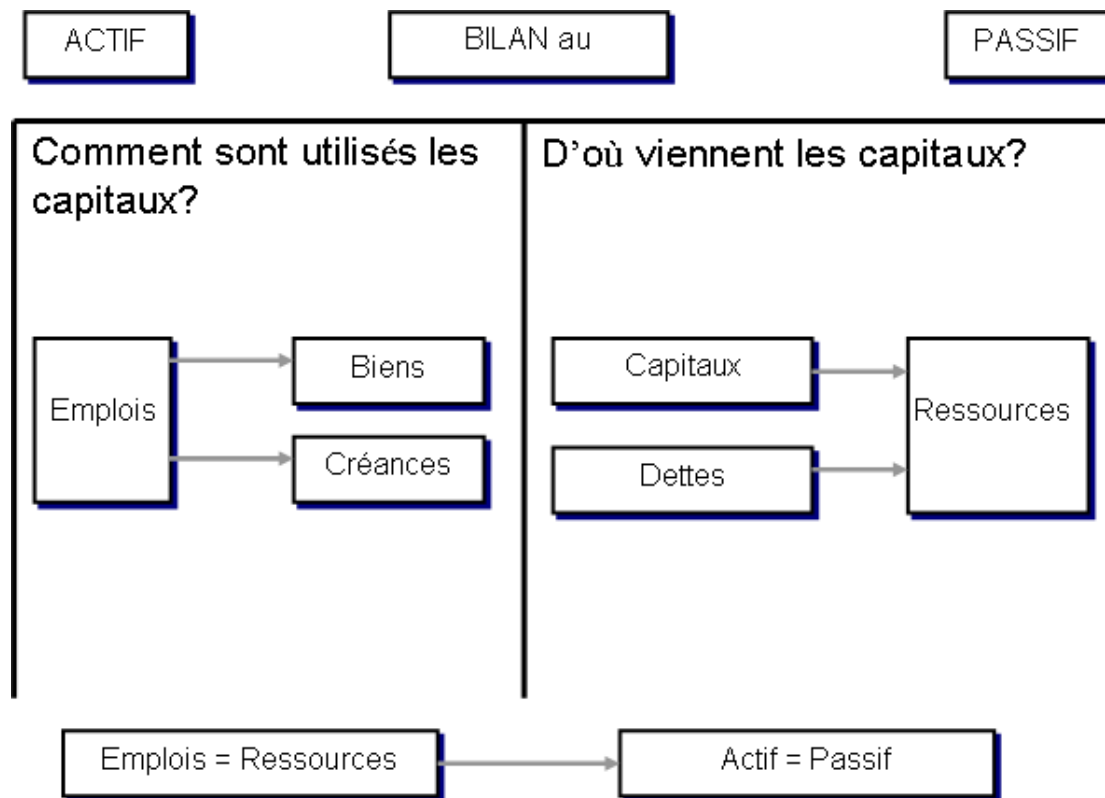 ACTIF
BILAN au
PASSIF
Comment sont utilisés les
capitaux?
D’où viennent les capitaux?
Emplois
Biens
Créances
Capitaux
Dettes
Ressources
Emplois = Ressources
Actif = Passif